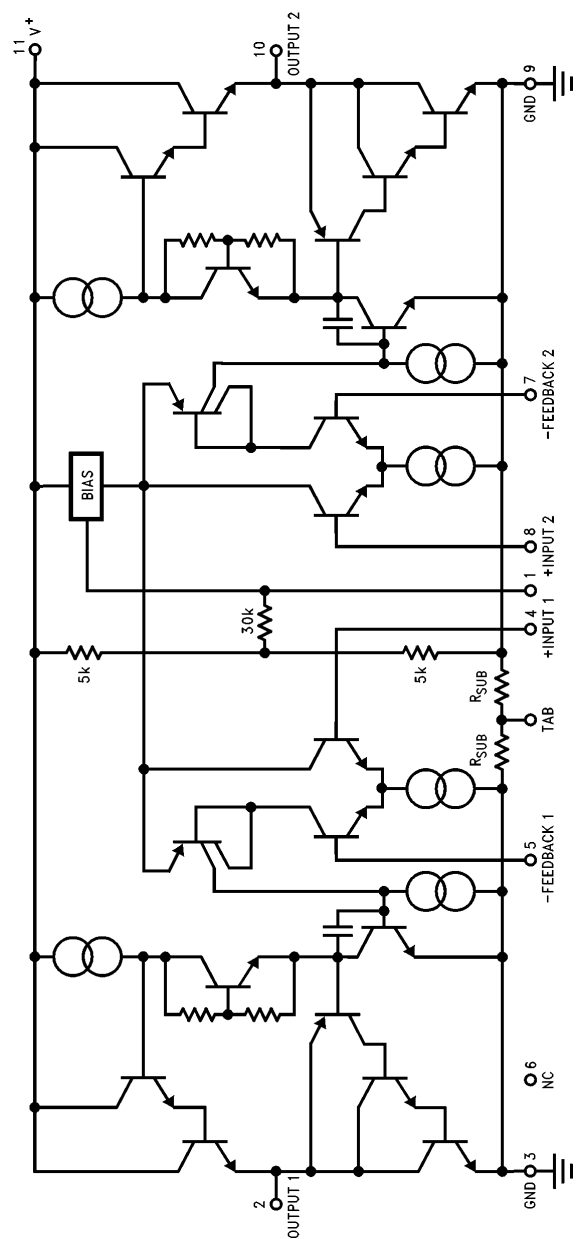 11 V+
10 OUTPUT 2
9 GND
BIAS
7 -FEEDBACK 2
8 +INPUT 2
1
4 +INPUT 1
30k
5k
5k
RSUB
TAB
RSUB
5 -FEEDBACK 1
6 NC
2 OUTPUT 1
GND 3